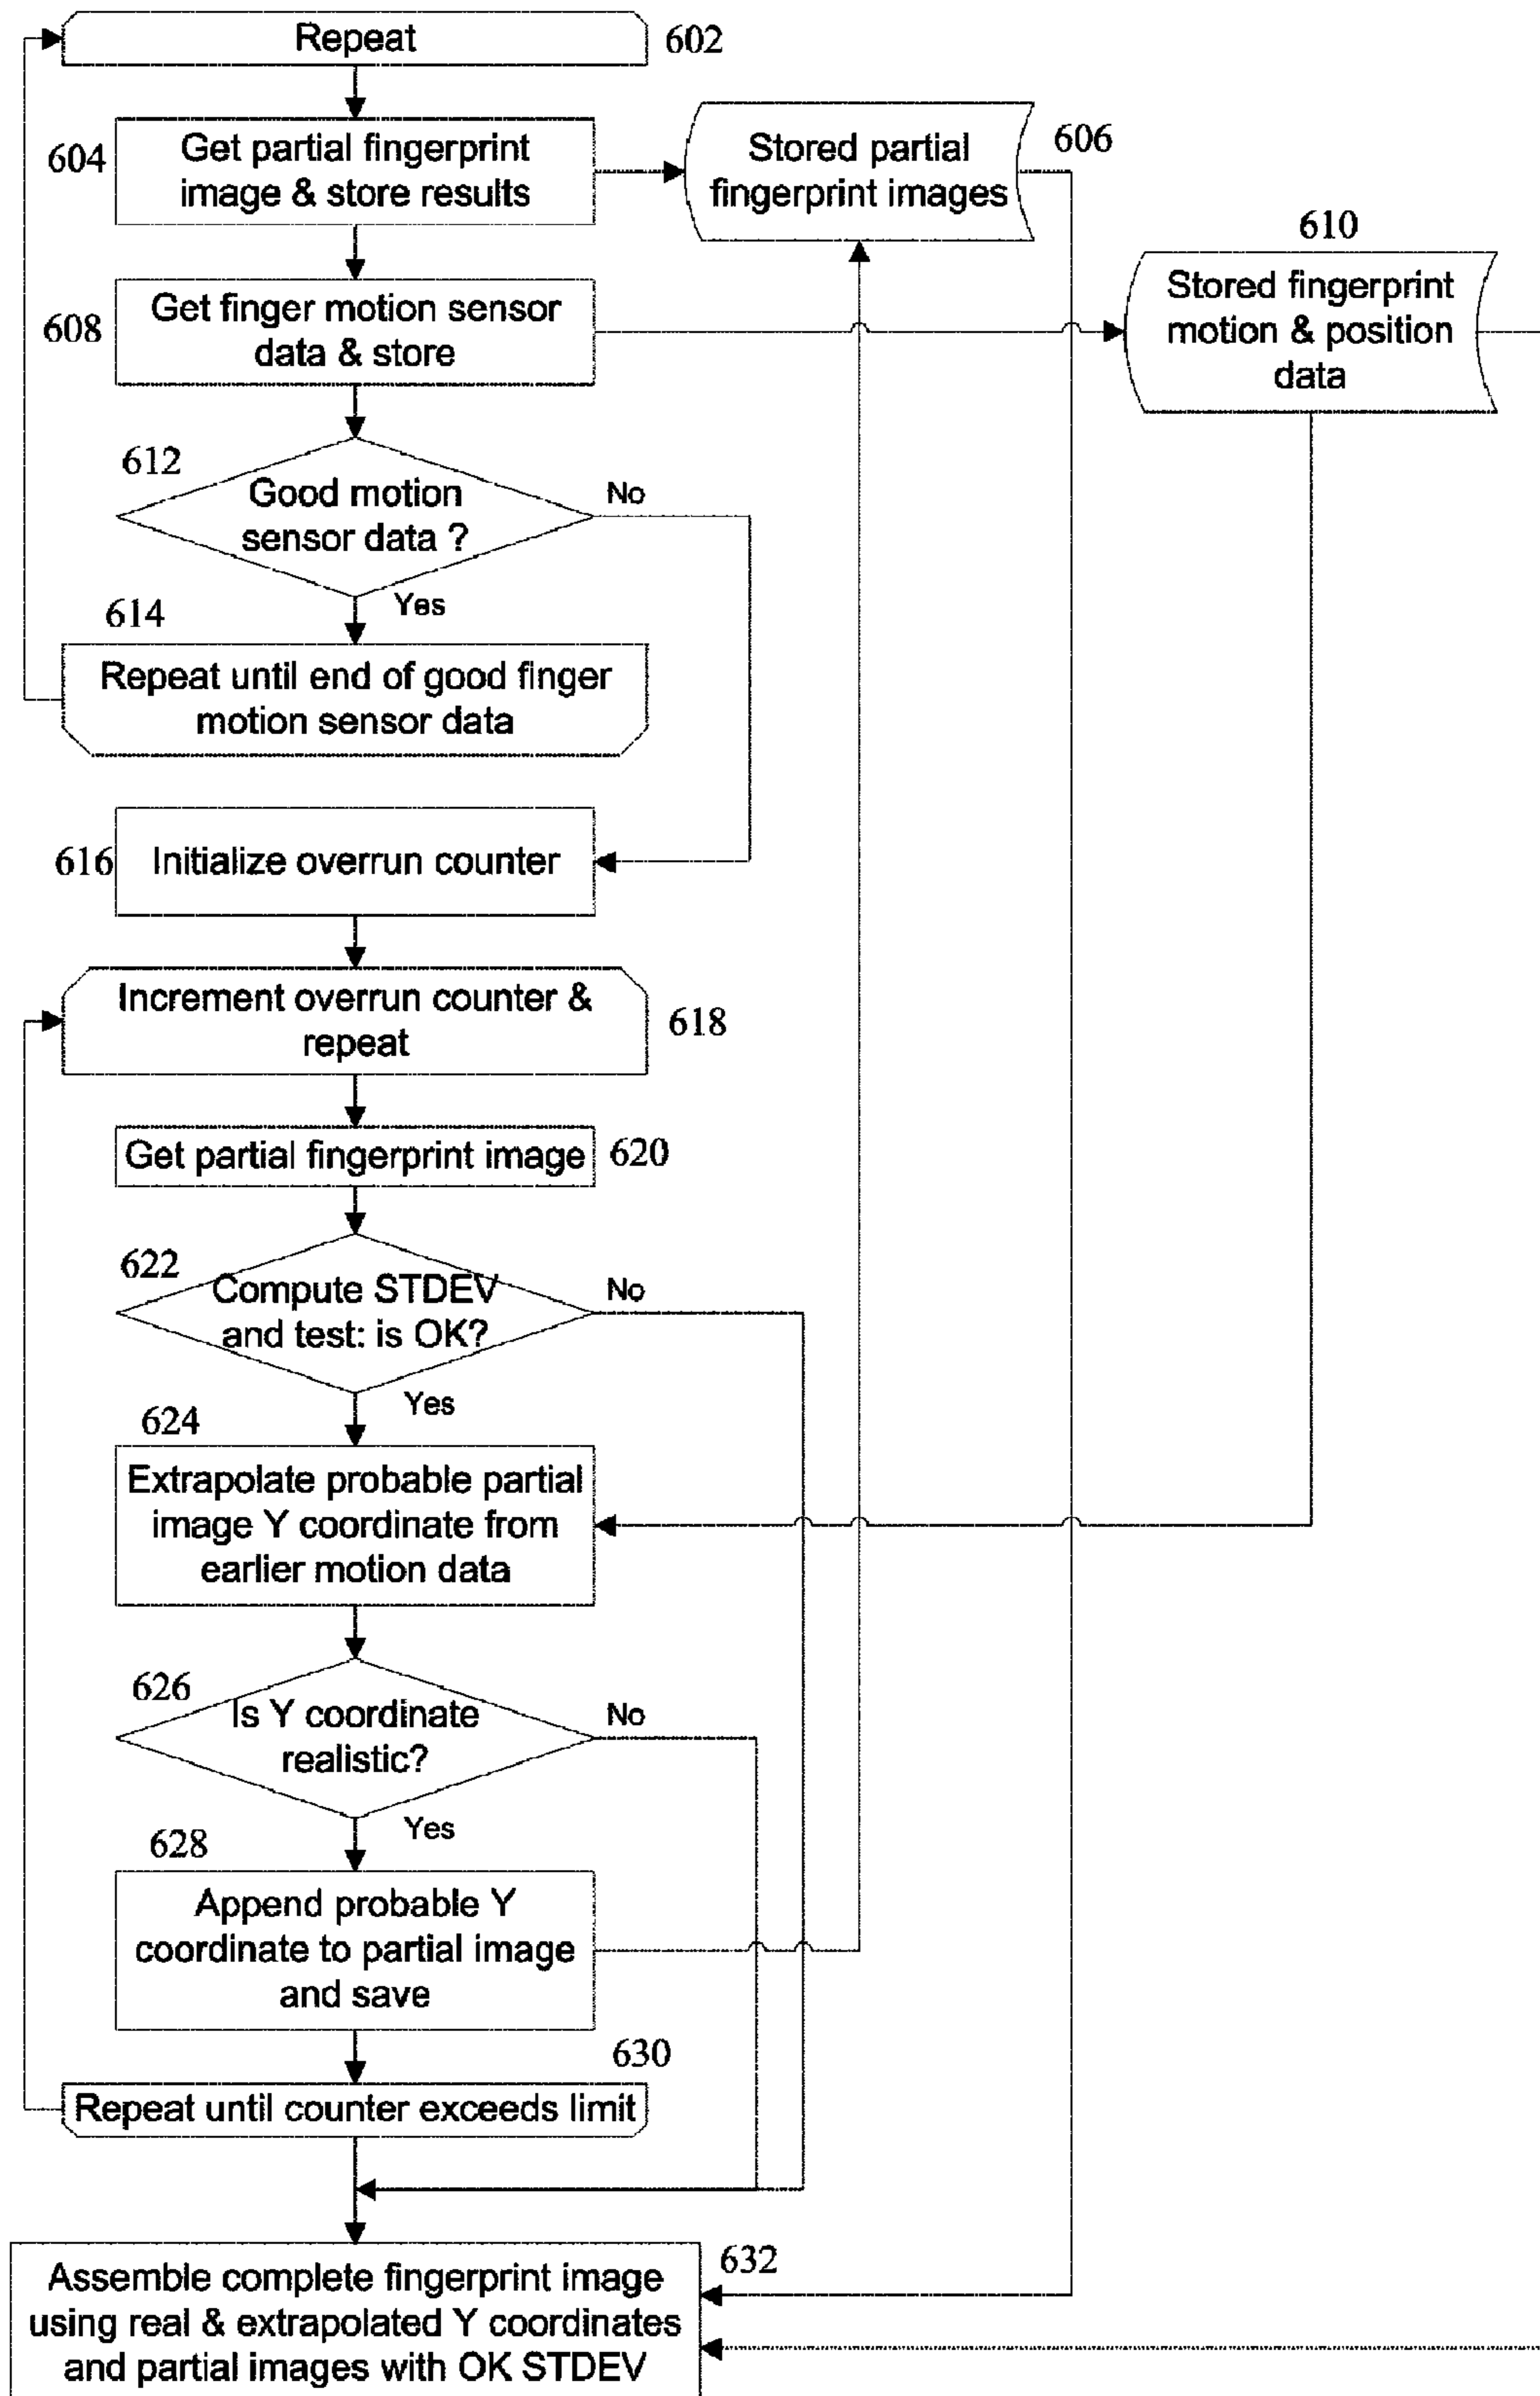 Repeat
602
604
Get partial fingerprint
image & store results
Stored partial
fingerprint images
606
608
Get finger motion sensor
data & store
610
Stored fingerprint
motion & position
data
612
Good motion
sensor data ?
No
Yes
614
Repeat until end of good finger
motion sensor data
616
Initialize overrun counter
Increment overrun counter &
repeat
618
Get partial fingerprint image
620
622
Compute STDEV
and test: is OK?
No
Yes
624
Extrapolate probable partial
image Y coordinate from
earlier motion data
626
Is Y coordinate
realistic?
No
Yes
628
Append probable Y
coordinate to partial image
and save
630
Repeat until counter exceeds limit
632
Assemble complete fingerprint image
using real & extrapolated Y coordinates
and partial images with OK STDEV